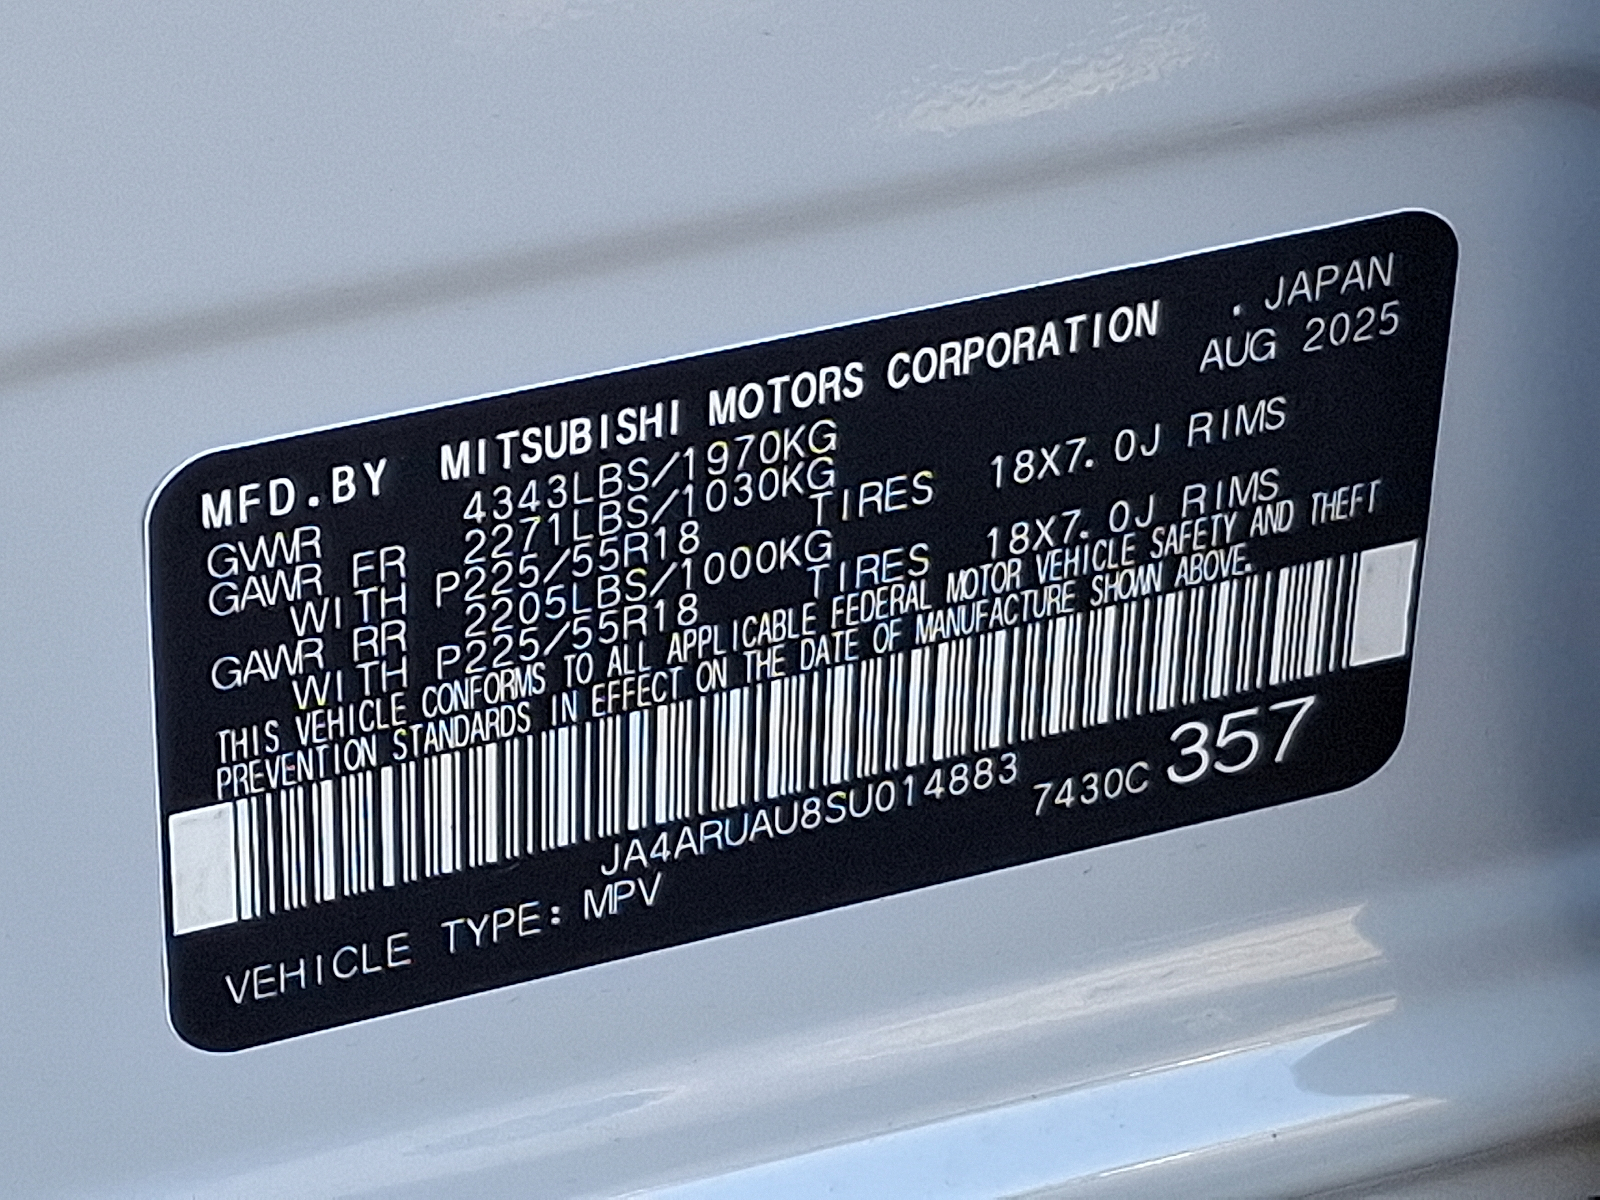 MFD.BY MITSUBISHI MOTORS CORPORATION . JAPAN
AUG 2025
GVWR 4343LBS/1970KG
GAWR FR 2271LBS/1030KG
WITH P225/55R18 TIRES 18X7.0J RIMS
GAWR RR 2205LBS/1000KG
WITH P225/55R18 TIRES 18X7.0J RIMS
THIS VEHICLE CONFORMS TO ALL APPLICABLE FEDERAL MOTOR VEHICLE SAFETY AND THEFT
PREVENTION STANDARDS IN EFFECT ON THE DATE OF MANUFACTURE SHOWN ABOVE.
JA4ARUAU8SU014883 7430C 357
VEHICLE TYPE: MPV